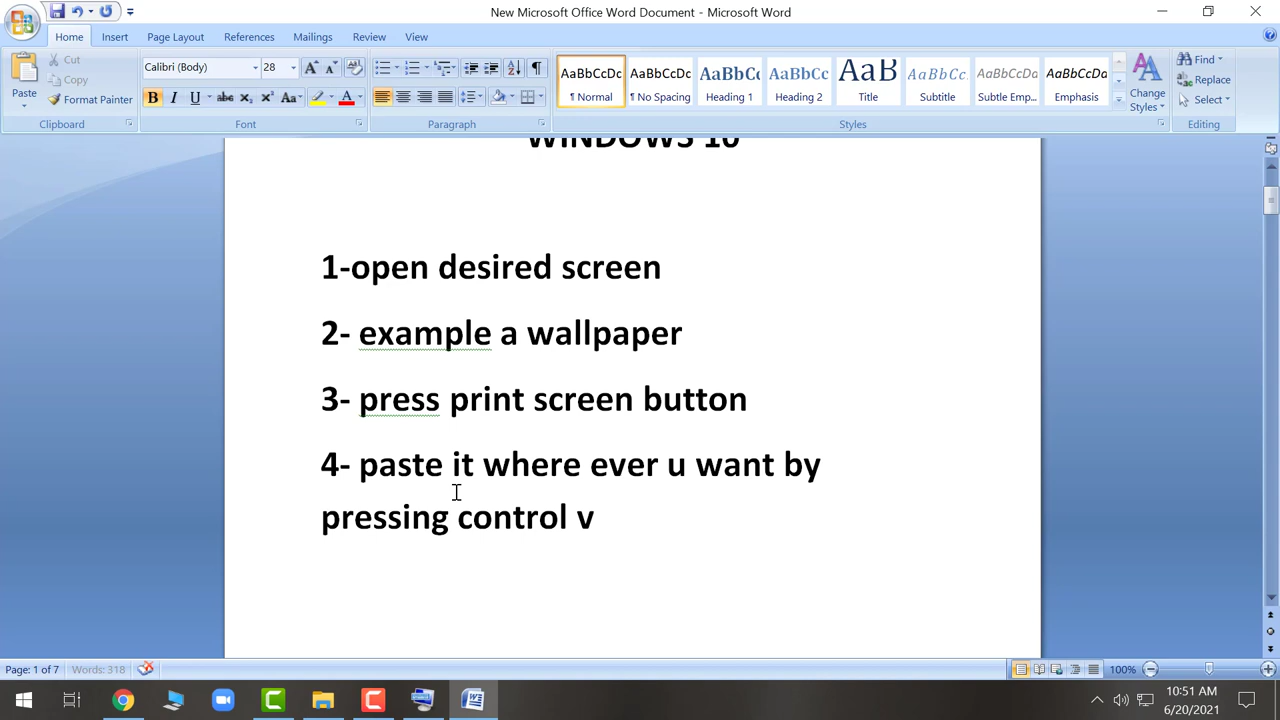 New Microsoft Office Word Document - Microsoft Word
Home Insert Page Layout References Mailings Review View
Paste
Cut
Copy
Format Painter
Clipboard
Calibri (Body) 28
Font
Paragraph
AaBbCcDc AaBbCcDc AaBbCc AaBbCc AaB AaBbCc. AaBbCcDa AaBbCcDa
¶ Normal ¶ No Spacing Heading 1 Heading 2 Title Subtitle Subtle Emp... Emphasis
Change
Styles
Styles
Find
Replace
Select
Editing
WINDOWS 10
1-open desired screen
2- example a wallpaper
3- press print screen button
4- paste it where ever u want by
pressing control v
Page: 1 of 7 Words: 318 100%
10:51 AM
6/20/2021